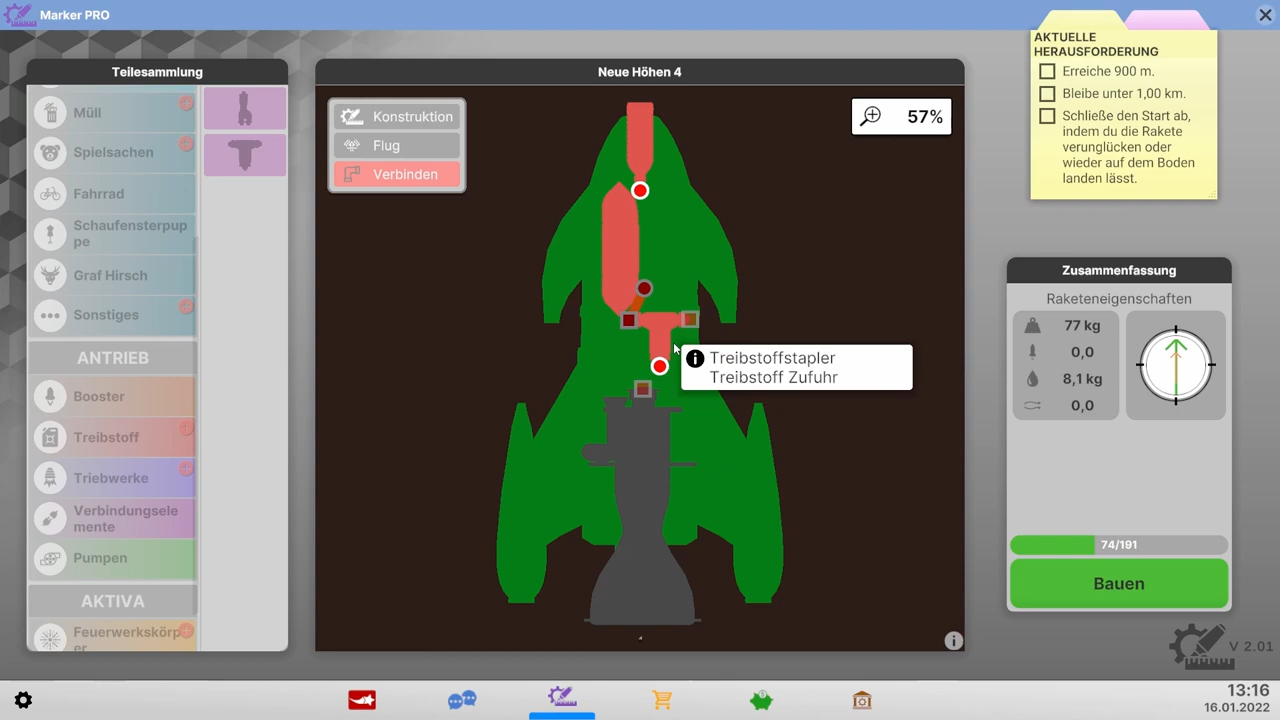 Marker PRO
Teilesammlung
Müll
Spielsachen
Fahrrad
Schaufensterpup
pe
Graf Hirsch
Sonstiges
ANTRIEB
Booster
Treibstoff
Triebwerke
Verbindungsele
mente
Pumpen
AKTIVA
Feuerwerkskörp
er
Neue Höhen 4
Konstruktion
Flug
Verbinden
57%
Treibstoffstapler
Treibstoff Zufuhr
AKTUELLE
HERAUSFORDERUNG
Erreiche 900 m.
Bleibe unter 1,00 km.
Schließe den Start ab,
indem du die Rakete
verunglücken oder
wieder auf dem Boden
landen lässt.
Zusammenfassung
Raketeneigenschaften
77 kg
0,0
8,1 kg
0,0
74/191
Bauen
V 2.01
13:16
16.01.2022